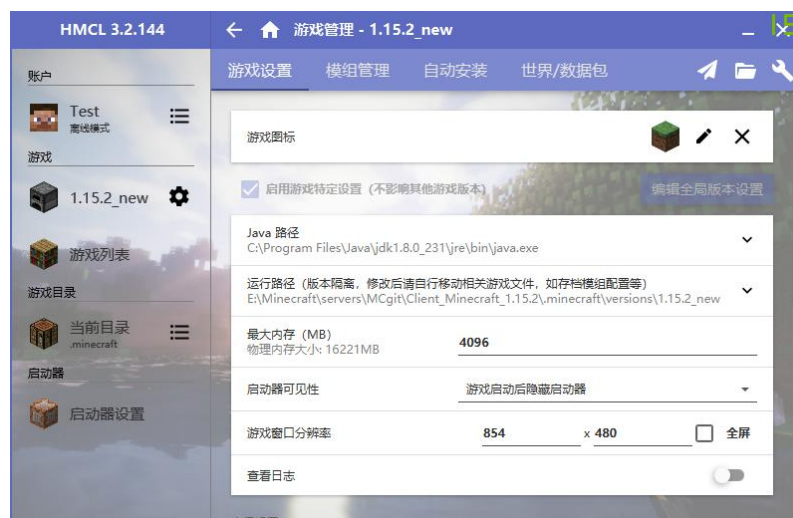 HMCL 3.2.144
游戏管理 - 1.15.2_new
账户
Test
离线模式
游戏
1.15.2_new
游戏列表
游戏目录
当前目录
.minecraft
启动器
启动器设置
游戏设置 模组管理 自动安装 世界/数据包
游戏图标
启用游戏特定设置（不影响其他游戏版本） 编辑全局版本设置
Java 路径
C:\Program Files\Java\jdk1.8.0_231\jre\bin\java.exe
运行路径（版本隔离，修改后请自行移动相关游戏文件，如存档模组配置等）
E:\Minecraft\servers\MCgit\Client_Minecraft_1.15.2\.minecraft\versions\1.15.2_new
最大内存（MB）
物理内存大小: 16221MB
4096
启动器可见性 游戏启动后隐藏启动器
游戏窗口分辨率 854 x 480 全屏
查看日志